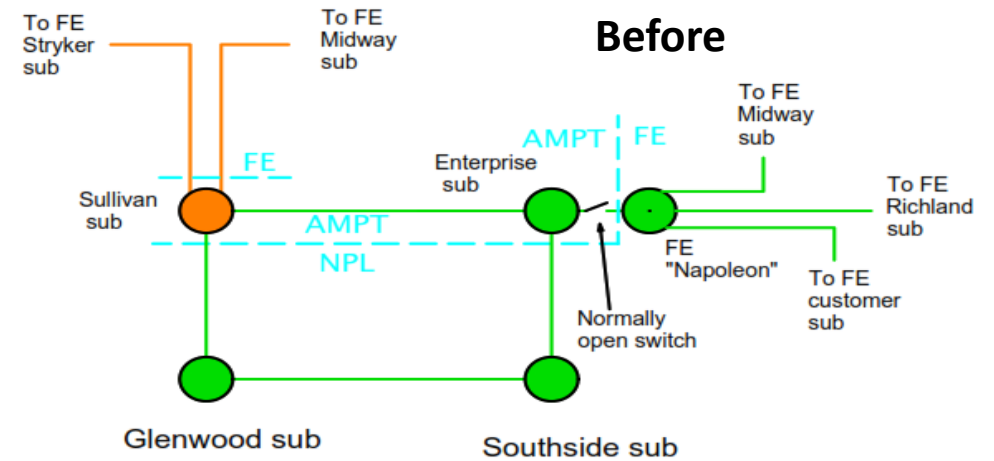 To FE
Stryker
sub
To FE
Midway
sub
Before
To FE
Midway
sub
AMPT
FE
FE
Enterprise
sub
Sullivan
sub
To FE
Richland
sub
AMPT
NPL
FE
"Napoleon"
To FE
customer
sub
Normally
open switch
Glenwood sub
Southside sub